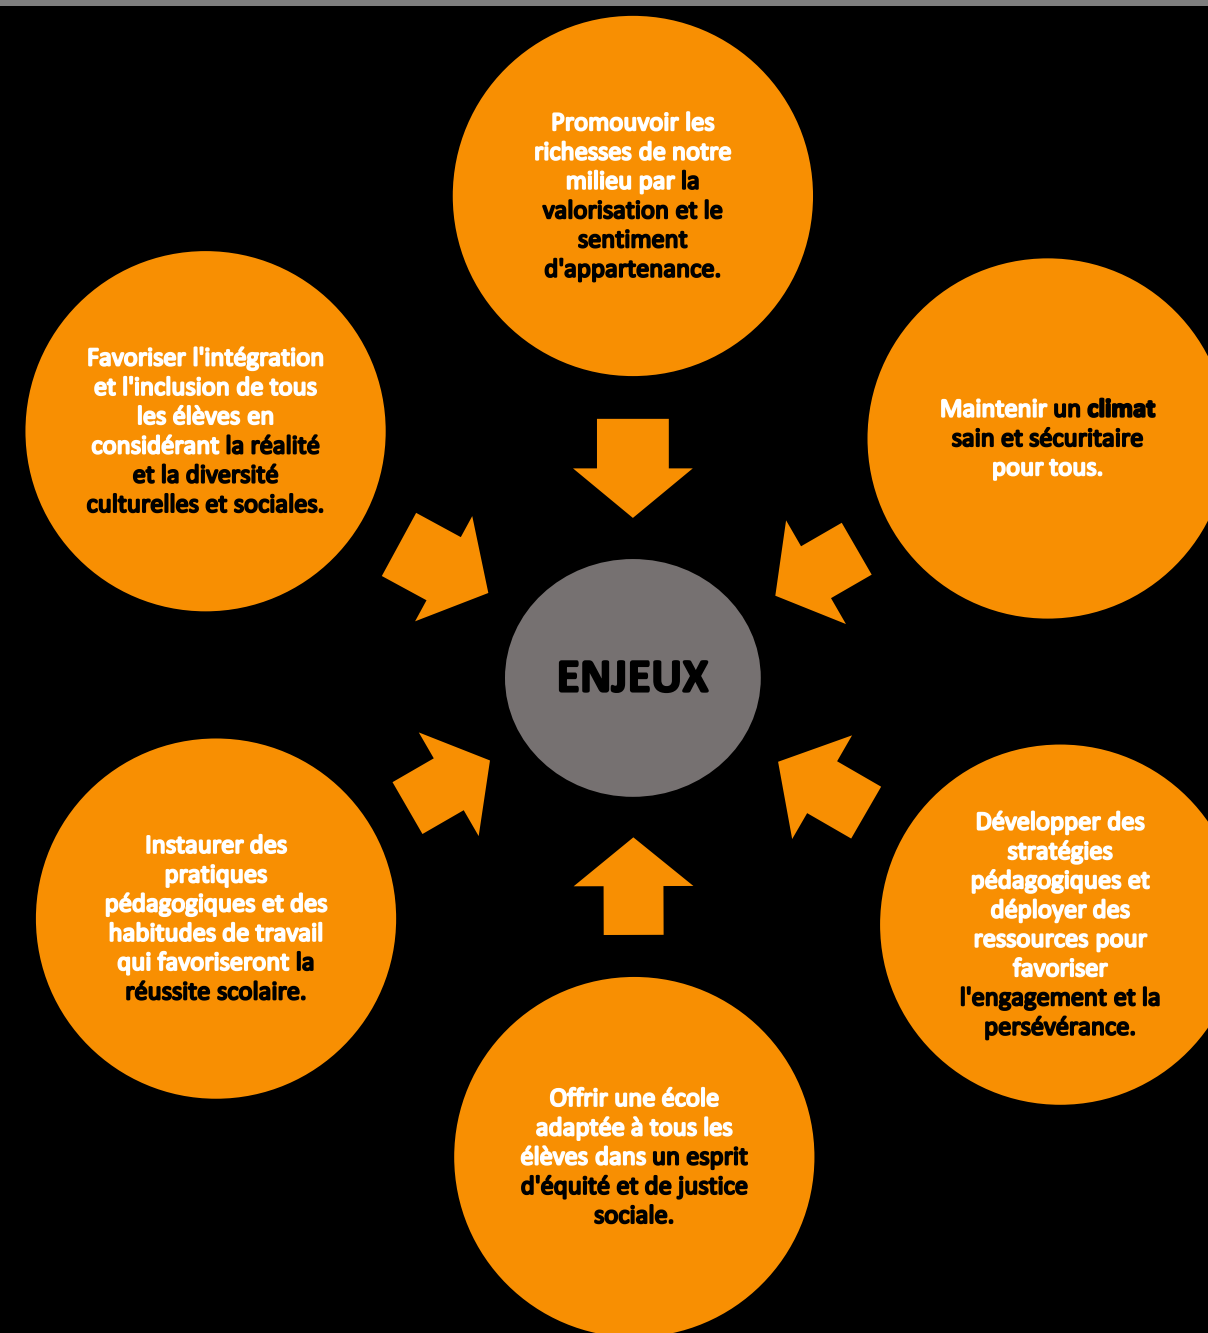 Promouvoir les
richesses de notre
milieu par la
valorisation et le
sentiment
d'appartenance.
Favoriser l'intégration
et l'inclusion de tous
les élèves en
considérant la réalité
et la diversité
culturelles et sociales.
Maintenir un climat
sain et sécuritaire
pour tous.
ENJEUX
Instaurer des
pratiques
pédagogiques et des
habitudes de travail
qui favoriseront la
réussite scolaire.
Développer des
stratégies
pédagogiques et
déployer des
ressources pour
favoriser
l'engagement et la
persévérance.
Offrir une école
adaptée à tous les
élèves dans un esprit
d'équité et de justice
sociale.